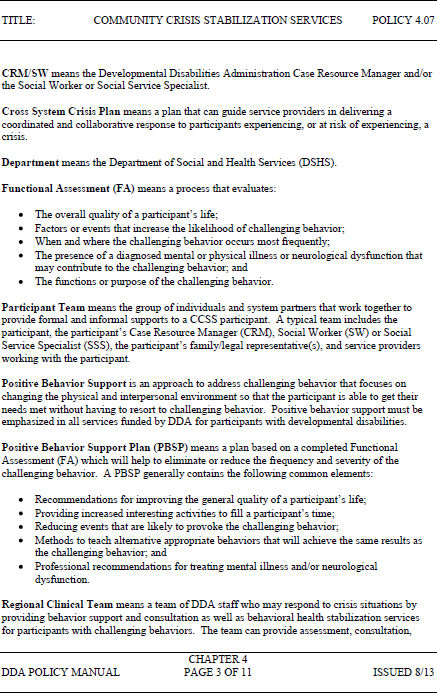 TITLE: COMMUNITY CRISIS STABILIZATION SERVICES POLICY 4.07
CRM/SW means the Developmental Disabilities Administration Case Resource Manager and/or
the Social Worker or Social Service Specialist.
Cross System Crisis Plan means a plan that can guide service providers in delivering a
coordinated and collaborative response to participants experiencing, or at risk of experiencing, a
crisis.
Department means the Department of Social and Health Services (DSHS).
Functional Assessment (FA) means a process that evaluates:
• The overall quality of a participant's life;
• Factors or events that increase the likelihood of challenging behavior;
• When and where the challenging behavior occurs most frequently;
• The presence of a diagnosed mental or physical illness or neurological dysfunction that
may contribute to the challenging behavior; and
• The functions or purpose of the challenging behavior.
Participant Team means the group of individuals and system partners that work together to
provide formal and informal supports to a CCSS participant. A typical team includes the
participant, the participant's Case Resource Manager (CRM), Social Worker (SW) or Social
Service Specialist (SSS), the participant's family/legal representative(s), and service providers
working with the participant.
Positive Behavior Support is an approach to address challenging behavior that focuses on
changing the physical and interpersonal environment so that the participant is able to get their
needs met without having to resort to challenging behavior. Positive behavior support must be
emphasized in all services funded by DDA for participants with developmental disabilities.
Positive Behavior Support Plan (PBSP) means a plan based on a completed Functional
Assessment (FA) which will help to eliminate or reduce the frequency and severity of the
challenging behavior. A PBSP generally contains the following common elements:
• Recommendations for improving the general quality of a participant's life;
• Providing increased interesting activities to fill a participant's time;
• Reducing events that are likely to provoke the challenging behavior;
• Methods to teach alternative appropriate behaviors that will achieve the same results as
the challenging behavior; and
• Professional recommendations for treating mental illness and/or neurological
dysfunction.
Regional Clinical Team means a team of DDA staff who may respond to crisis situations by
providing behavior support and consultation as well as behavioral health stabilization services
for participants with challenging behaviors. The team can provide assessment, consultation,
CHAPTER 4
DDA POLICY MANUAL PAGE 3 OF 11 ISSUED 8/13